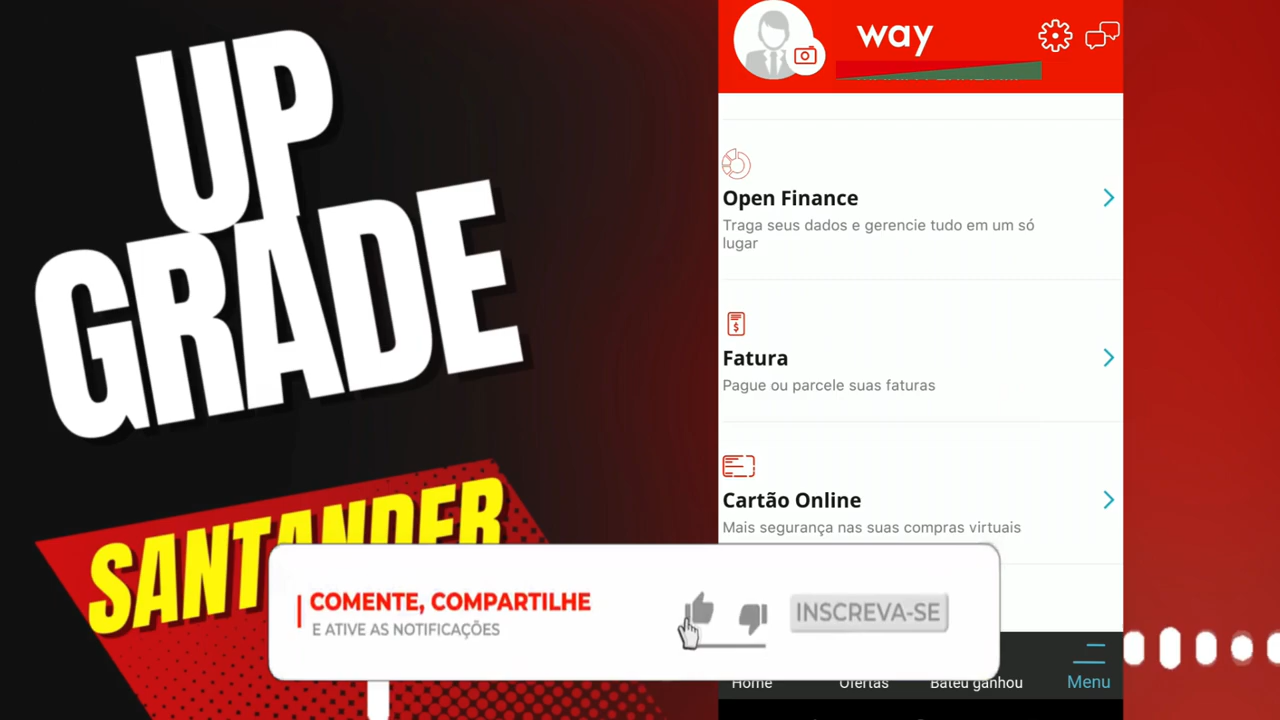 UP
GRADE
SANTANDER
way
Open Finance
Traga seus dados e gerencie tudo em um só
lugar
Fatura
Pague ou parcele suas faturas
Cartão Online
Mais segurança nas suas compras virtuais
COMENTE, COMPARTILHE
E ATIVE AS NOTIFICAÇÕES
INSCREVA-SE
Home
Ofertas
Bateu ganhou
Menu